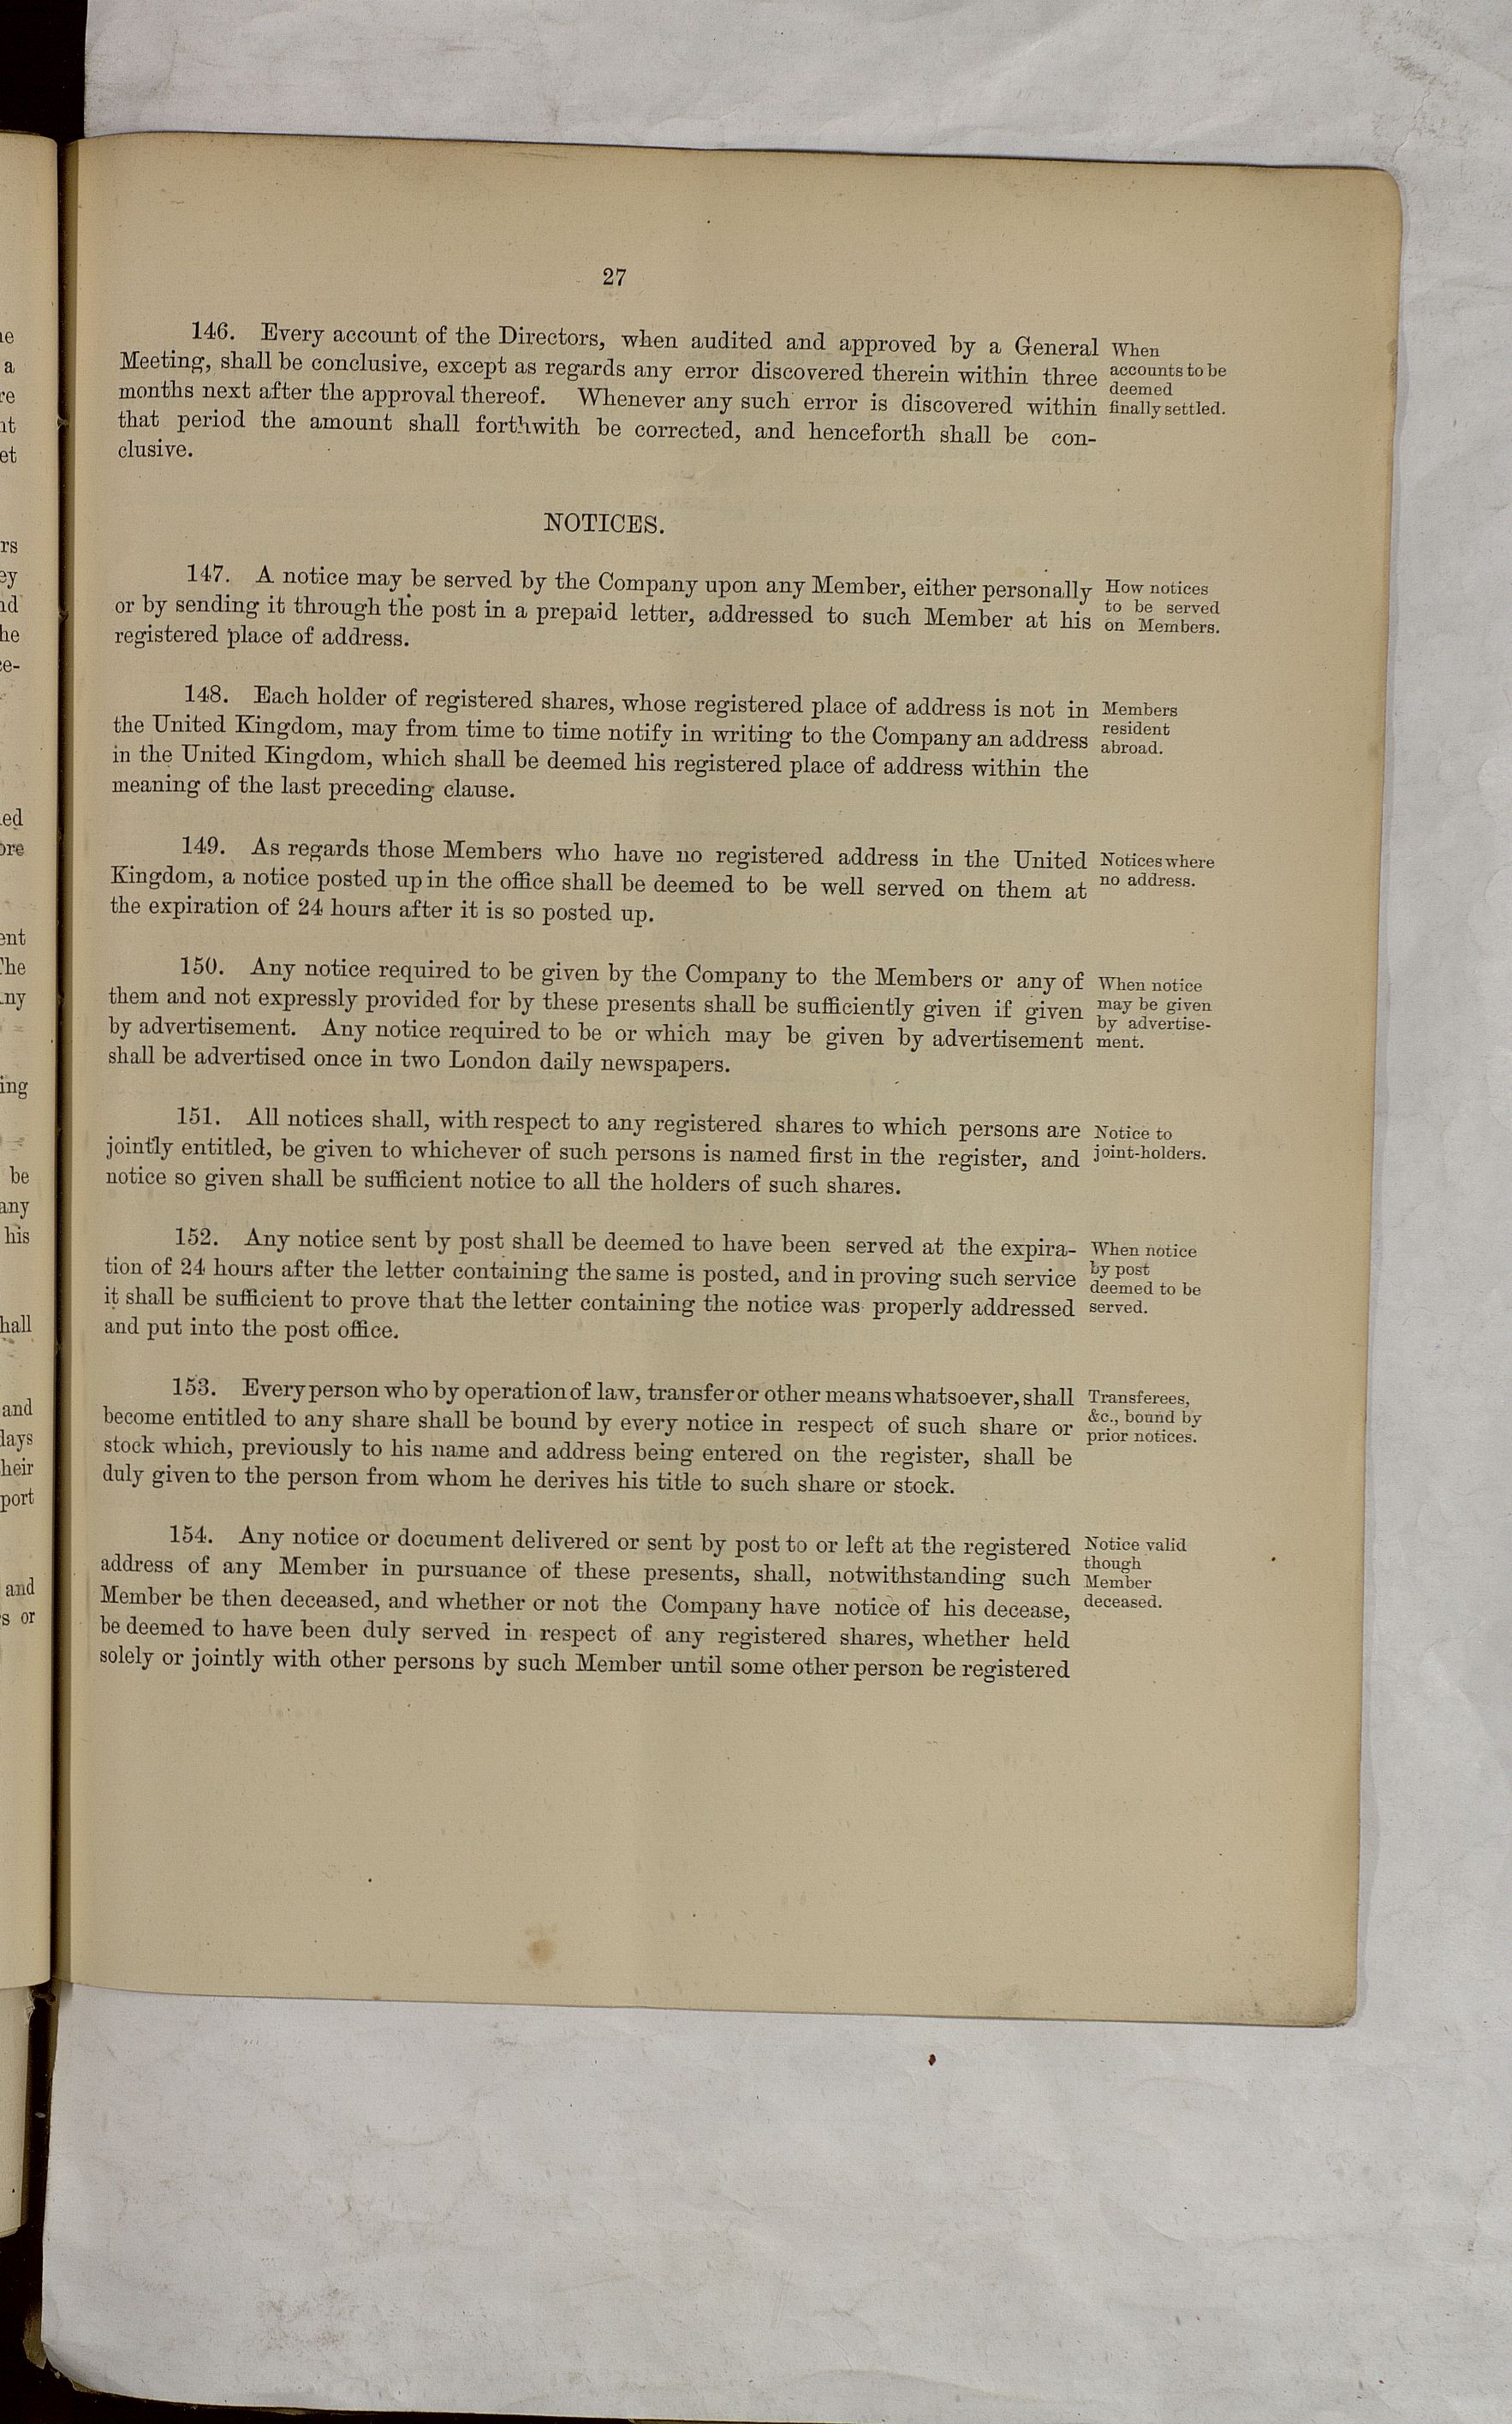 27
146. Every account of the Directors, when audited and approved by a General
Meeting, shall be conclusive, except as regards any error discovered therein within three
months next after the approval thereof. Whenever any such error is discovered within
that period the amount shall forthwith be corrected, and henceforth shall be con-
clusive.
When
accounts to be
deemed
finally settled.
NOTICES.
147. A notice may be served by the Company upon any Member, either personally
or by sending it through the post in a prepaid letter, addressed to such Member at his
registered place of address.
How notices
to be served
on Members.
148. Each holder of registered shares, whose registered place of address is not in
the United Kingdom, may from time to time notify in writing to the Company an address
in the United Kingdom, which shall be deemed his registered place of address within the
meaning of the last preceding clause.
Members
resident
abroad.
149. As regards those Members who have no registered address in the United
Kingdom, a notice posted up in the office shall be deemed to be well served on them at
the expiration of 24 hours after it is so posted up.
Notices where
no address.
150. Any notice required to be given by the Company to the Members or any of
them and not expressly provided for by these presents shall be sufficiently given if given
by advertisement. Any notice required to be or which may be given by advertisement
shall be advertised once in two London daily newspapers.
When notice
may be given
by advertise-
ment.
151. All notices shall, with respect to any registered shares to which persons are
jointly entitled, be given to whichever of such persons is named first in the register, and
notice so given shall be sufficient notice to all the holders of such shares.
Notice to
joint-holders.
152. Any notice sent by post shall be deemed to have been served at the expira-
tion of 24 hours after the letter containing the same is posted, and in proving such service
it shall be sufficient to prove that the letter containing the notice was properly addressed
and put into the post office.
When notice
by post
deemed to be
served.
153. Every person who by operation of law, transfer or other means whatsoever, shall
become entitled to any share shall be bound by every notice in respect of such share or
stock which, previously to his name and address being entered on the register, shall be
duly given to the person from whom he derives his title to such share or stock.
Transferees,
&c., bound by
prior notices.
154. Any notice or document delivered or sent by post to or left at the registered
address of any Member in pursuance of these presents, shall, notwithstanding such
Member be then deceased, and whether or not the Company have notice of his decease,
be deemed to have been duly served in respect of any registered shares, whether held
solely or jointly with other persons by such Member until some other person be registered
Notice valid
though
Member
deceased.